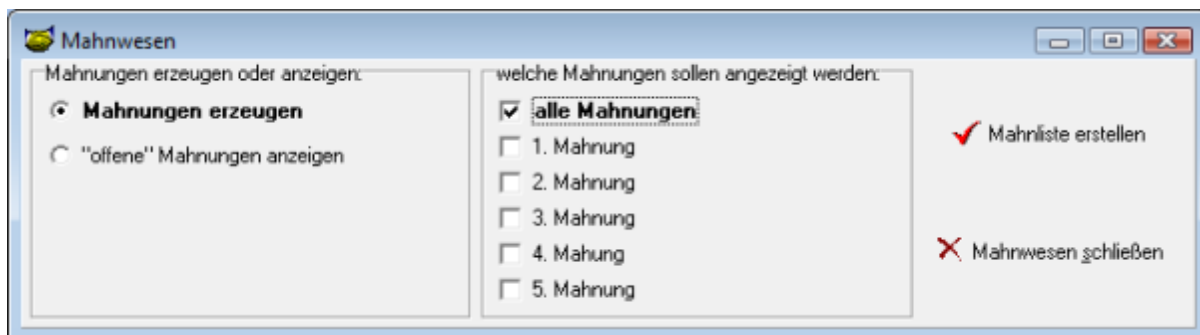 Mahnwesen
Mahnungen erzeugen oder anzeigen:
Mahnungen erzeugen
"offene" Mahnungen anzeigen
welche Mahnungen sollen angezeigt werden:
alle Mahnungen
1. Mahnung
2. Mahnung
3. Mahnung
4. Mahung
5. Mahnung
Mahnliste erstellen
Mahnwesen schließen